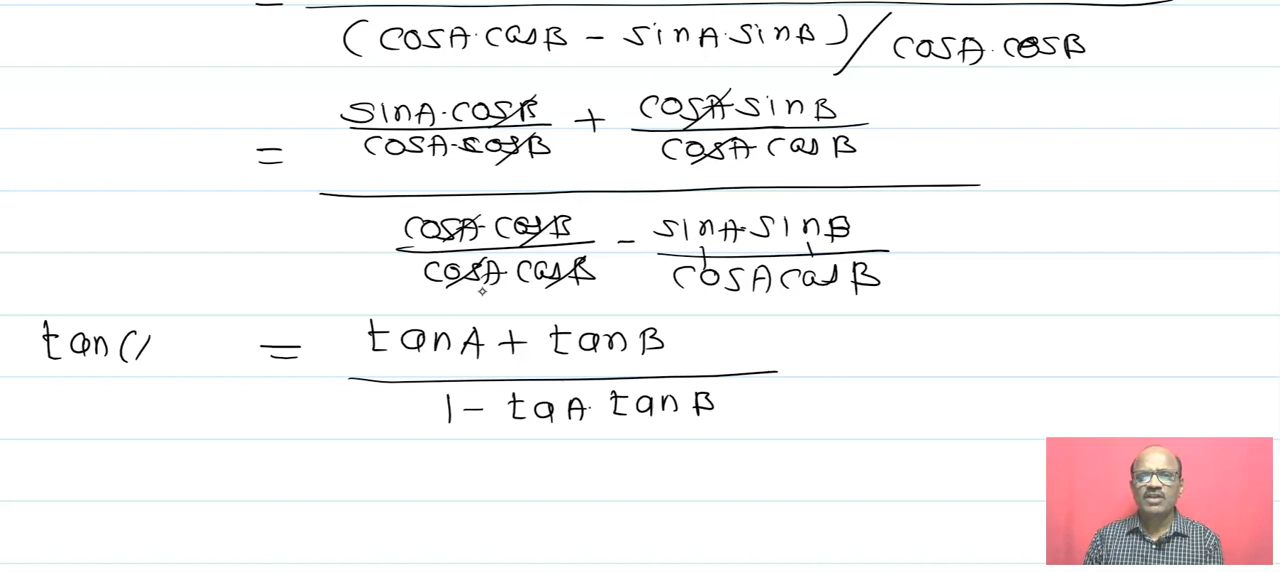 =
(cosA·cosB - sinA·sinB) / cosA·cosB
= sinA·cosB/cosA·cosB + cosA·sinB/cosA cosB
cosA·cosB/cosA cosB - sinA·sinB/cosA cosB
tan(/ = tanA + tanB
1 - taA· tanB